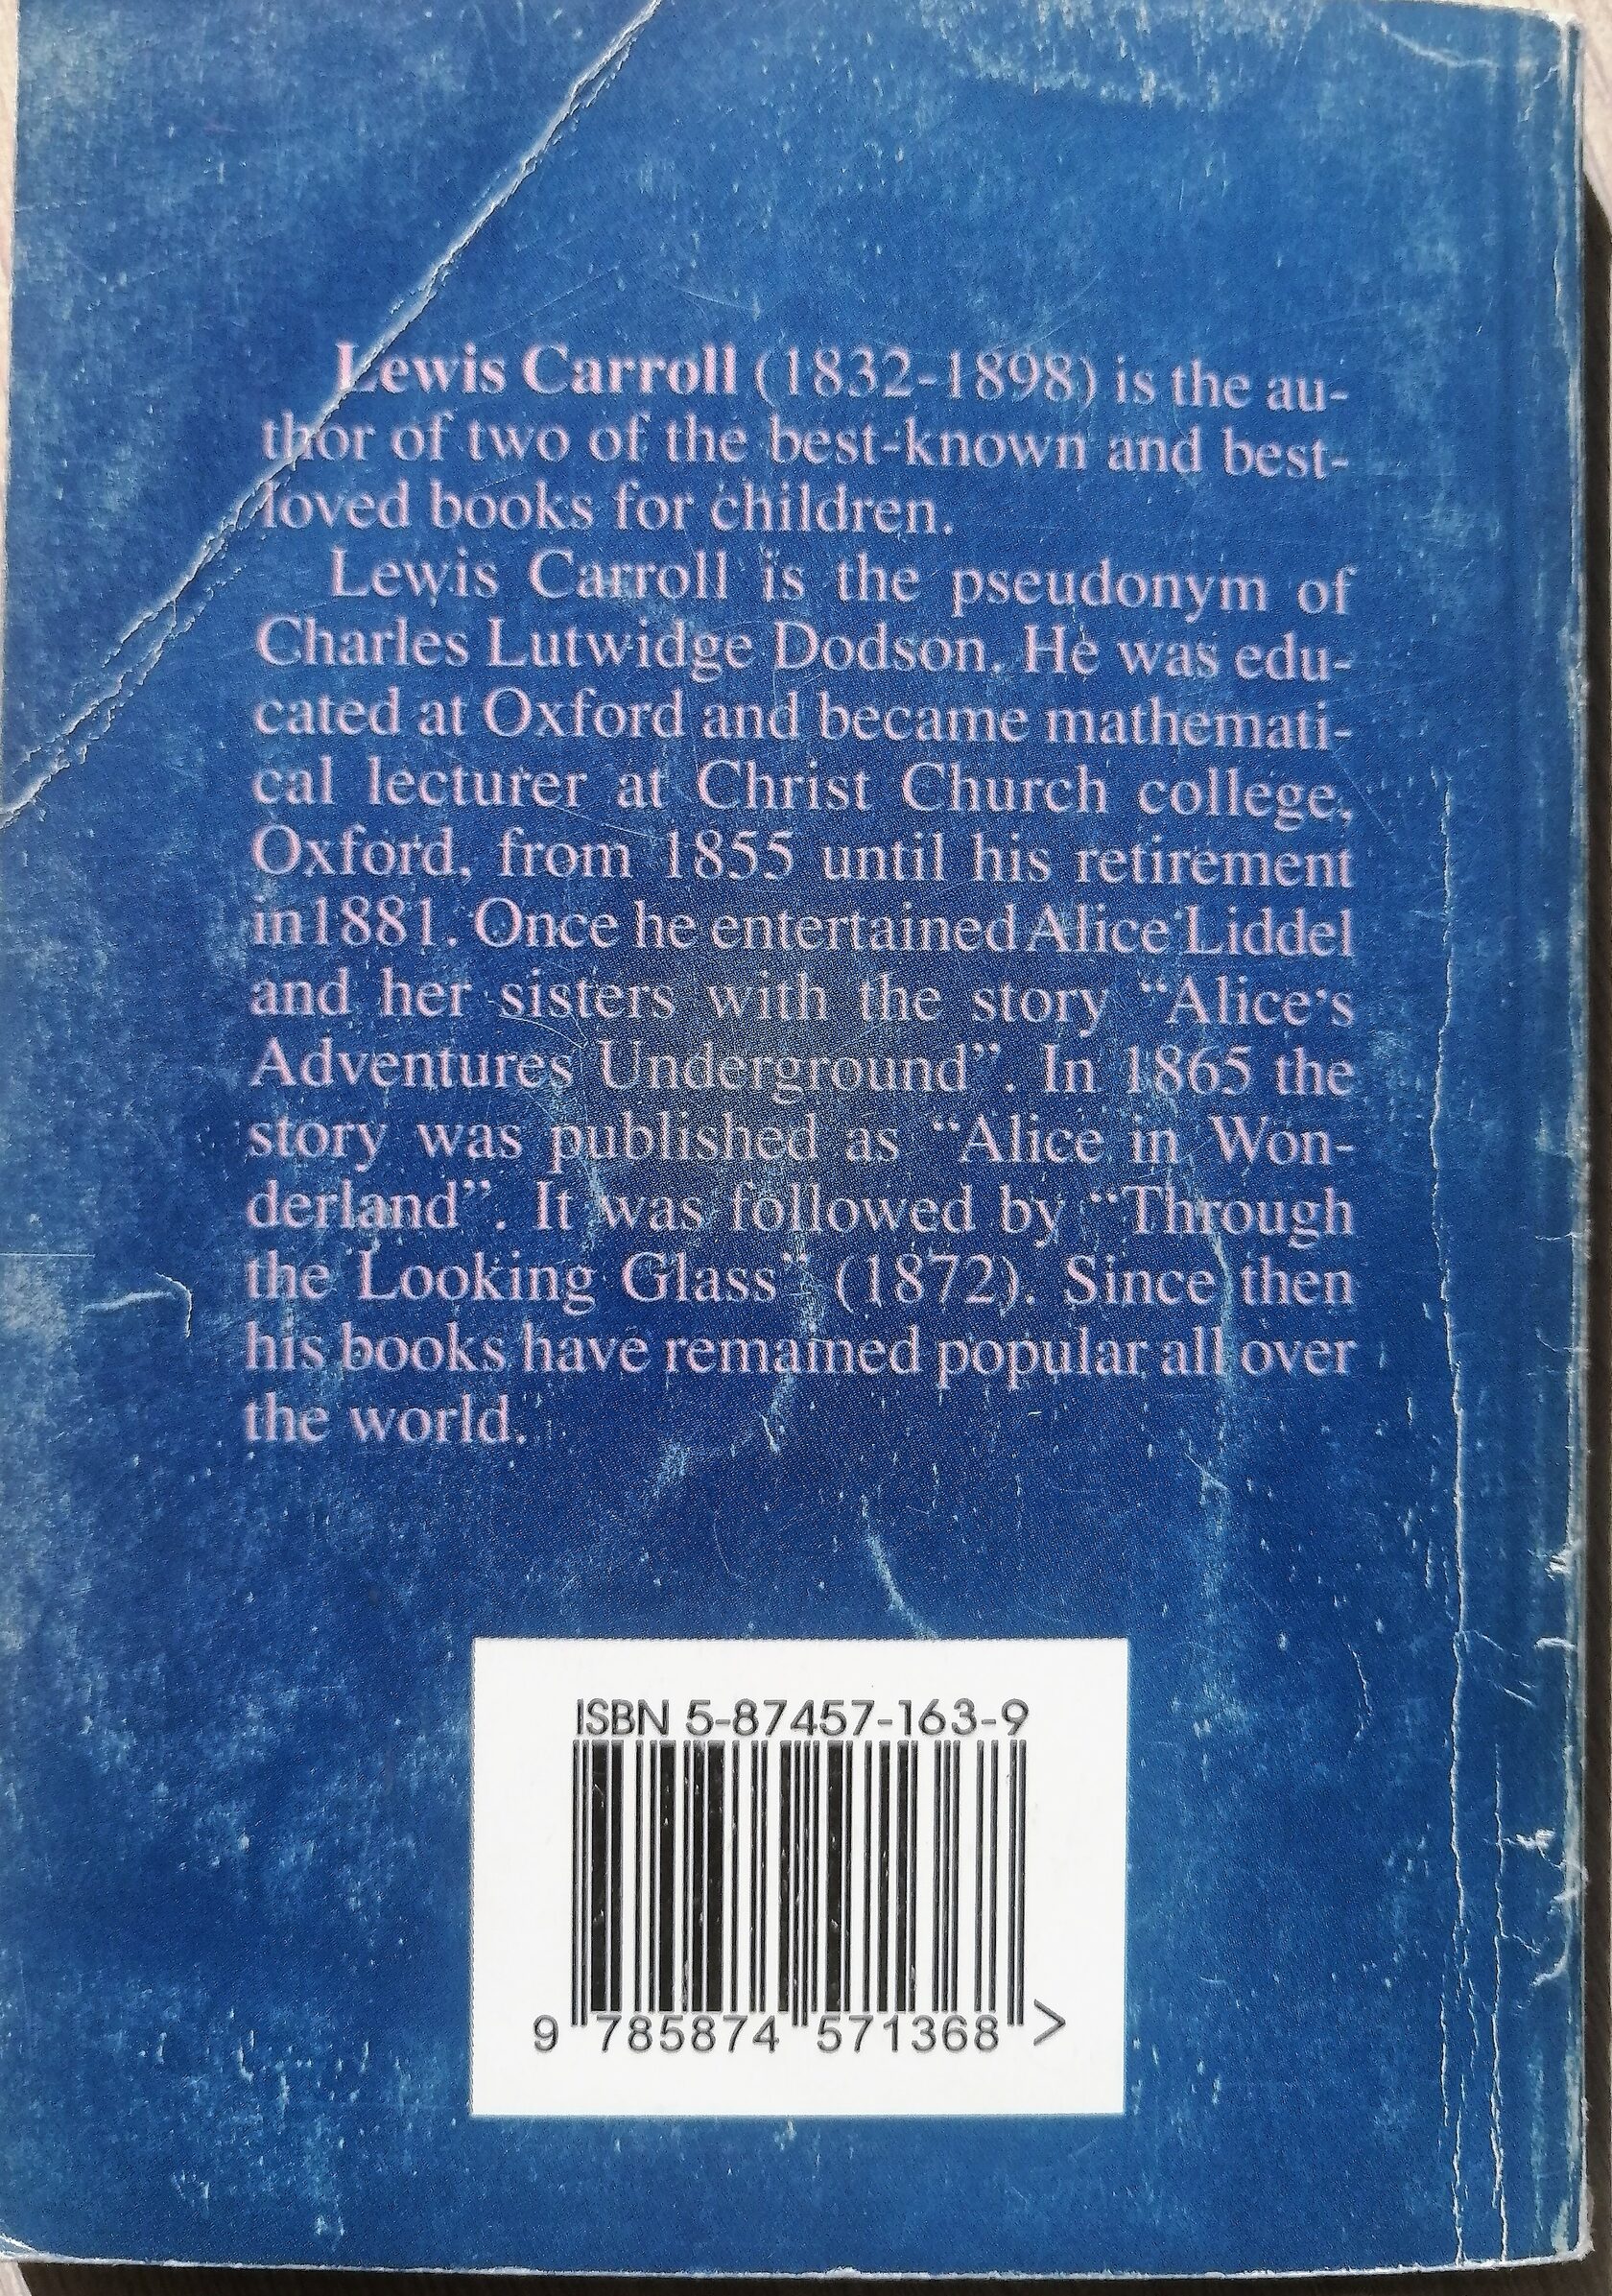 Lewis Carroll (1832-1898) is the au-
thor of two of the best-known and best-
loved books for children.
Lewis Carroll is the pseudonym of
Charles Lutwidge Dodson. He was edu-
cated at Oxford and became mathemati-
cal lecturer at Christ Church college,
Oxford, from 1855 until his retirement
in1881. Once he entertained Alice Liddel
and her sisters with the story “Alice’s
Adventures Underground”. In 1865 the
story was published as “Alice in Won-
derland”. It was followed by “Through
the Looking Glass” (1872). Since then
his books have remained popular all over
the world.
ISBN 5-87457-163-9
9 785874 571368 >